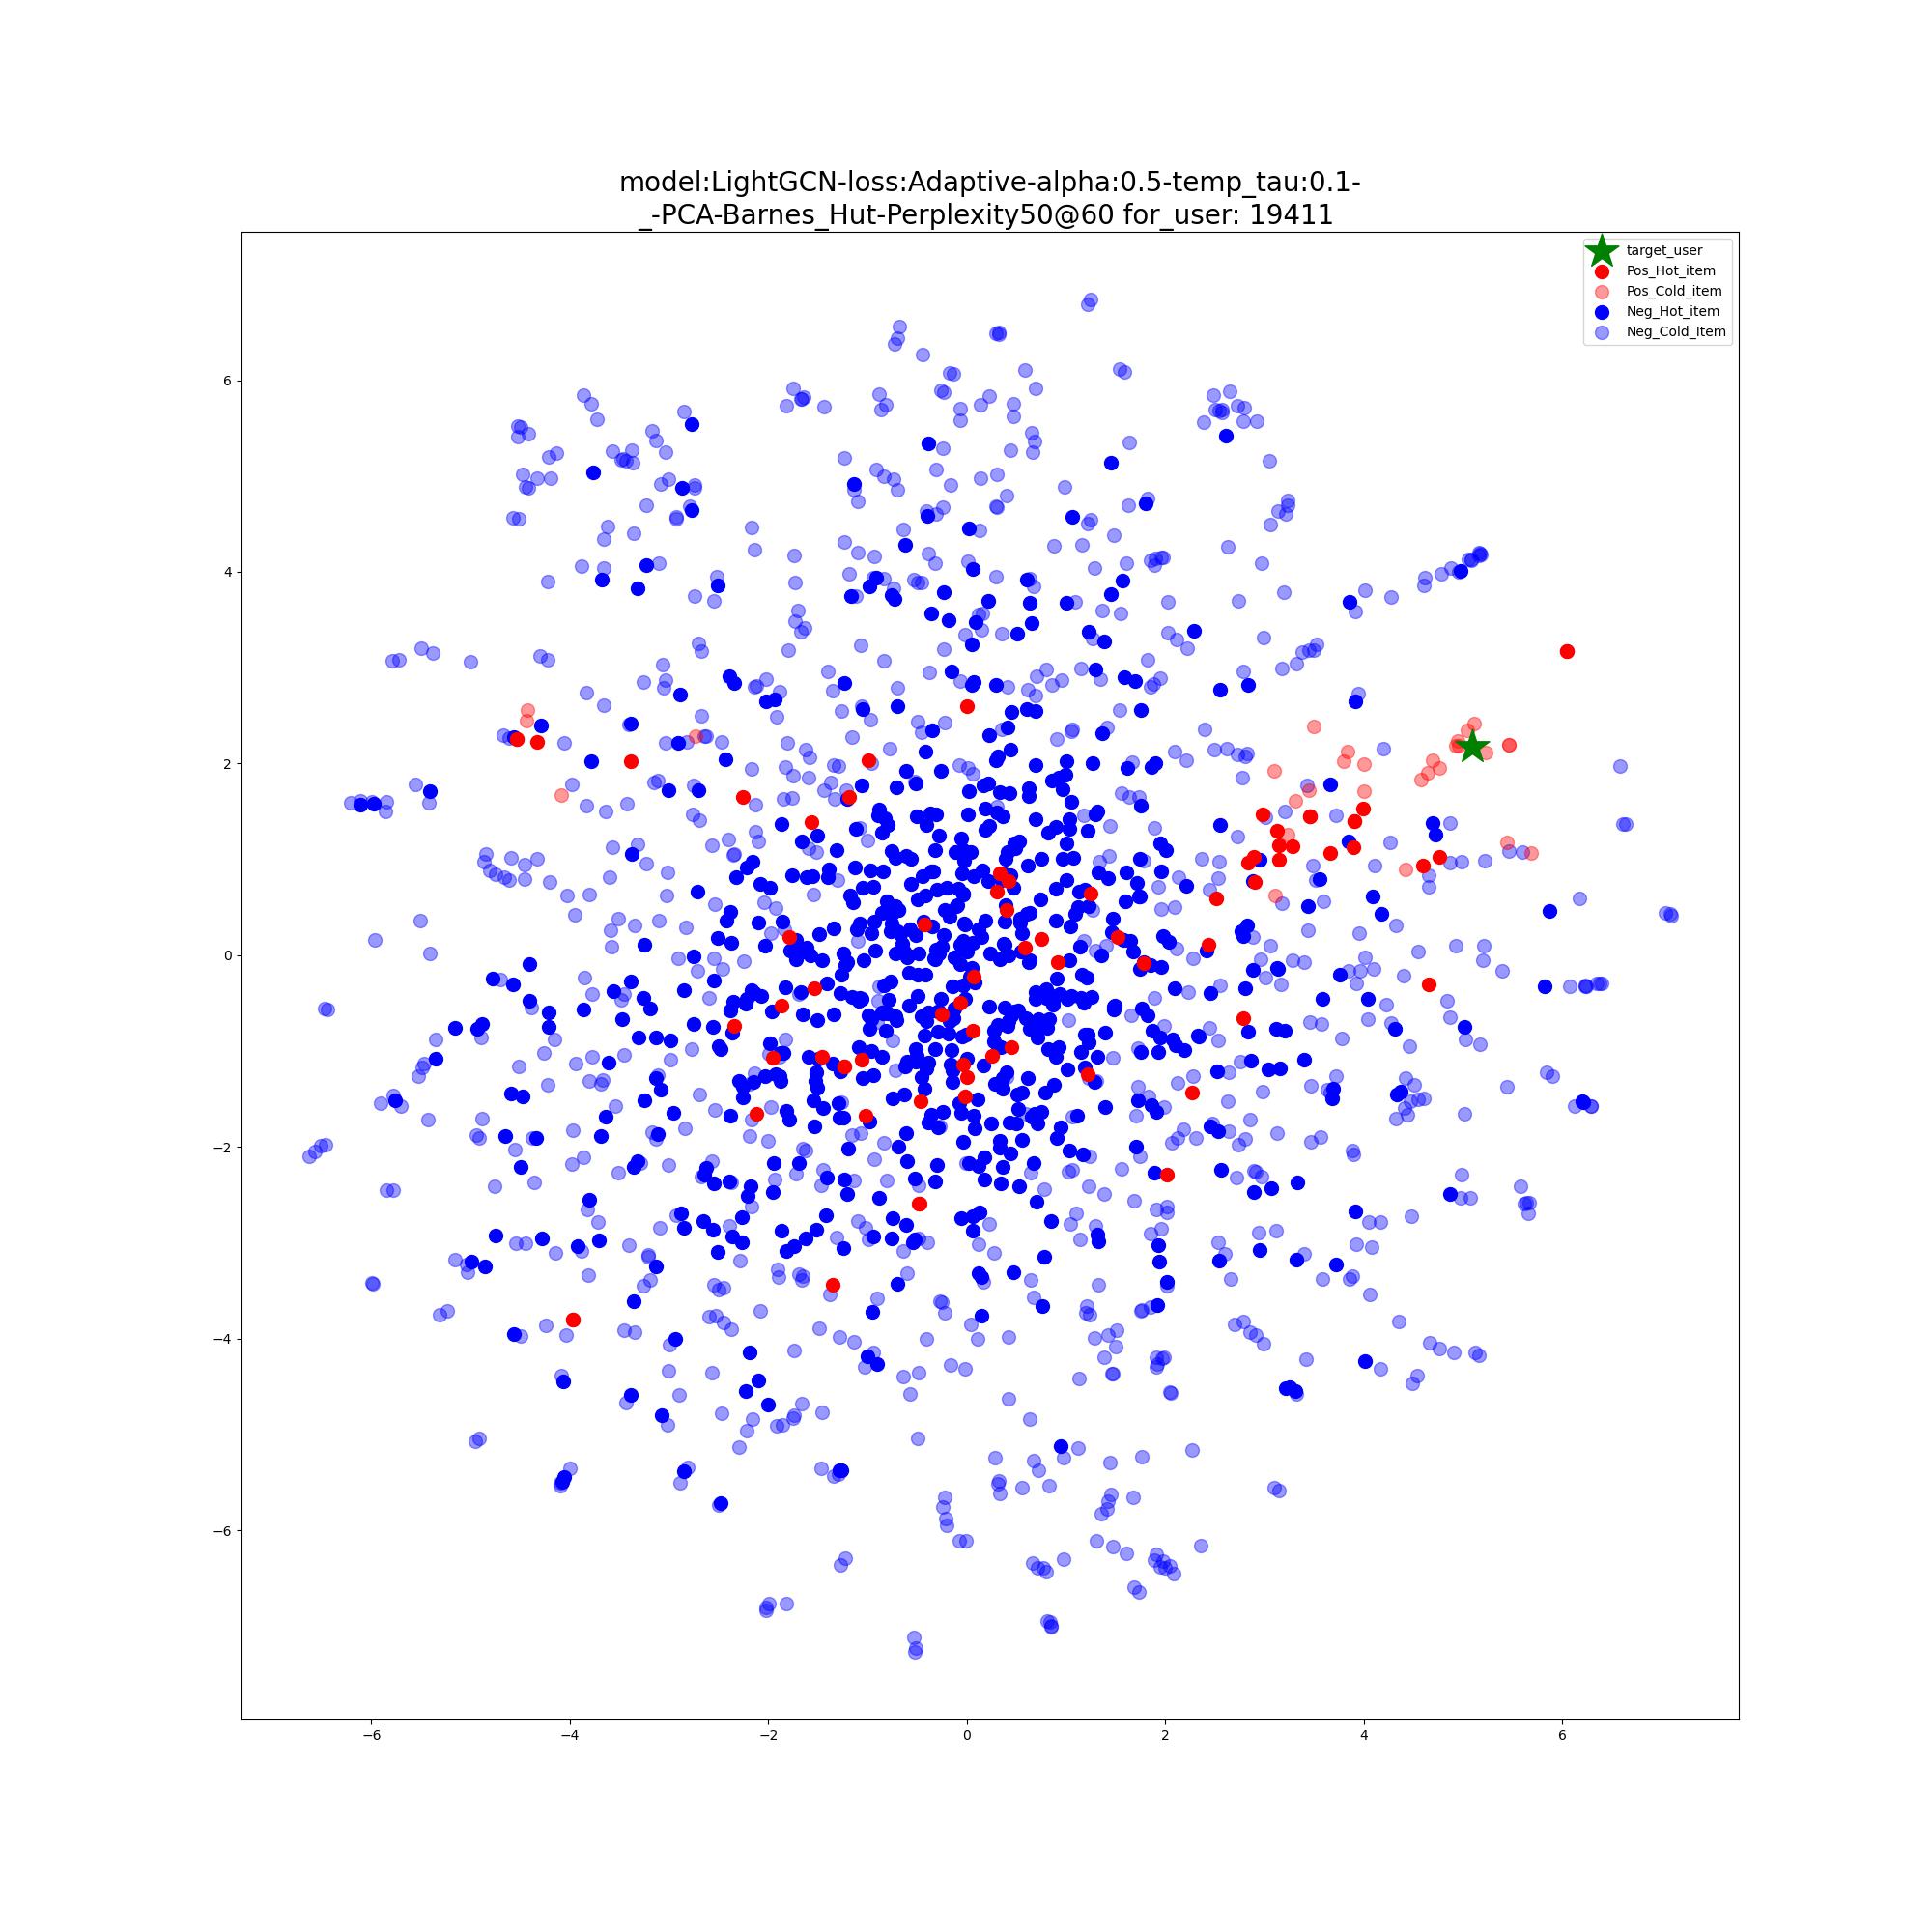 model:LightGCN-loss:Adaptive-alpha:0.5-temp_tau:0.1-
_-PCA-Barnes_Hut-Perplexity50@60 for_user: 19411
target_user
Pos_Hot_item
Pos_Cold_item
Neg_Hot_item
Neg_Cold_Item
6
4
2
0
−2
−4
−6
−6
−4
−2
0
2
4
6